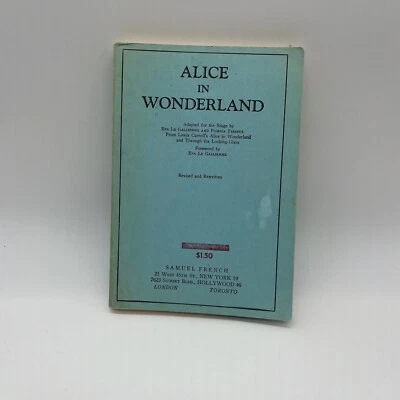 ALICE
IN
WONDERLAND
Adapted for the Stage by
EVA LE GALLIENNE AND FLORIDA FRIEBUS
From Lewis Carroll's Alice in Wonderland
and Through the Looking-Glass
Foreword by
EVA LE GALLIENNE
Revised and Rewritten
$1.50
SAMUEL FRENCH
25 WEST 45TH ST., NEW YORK 19
7623 SUNSET BLVD., HOLLYWOOD 46
LONDON TORONTO